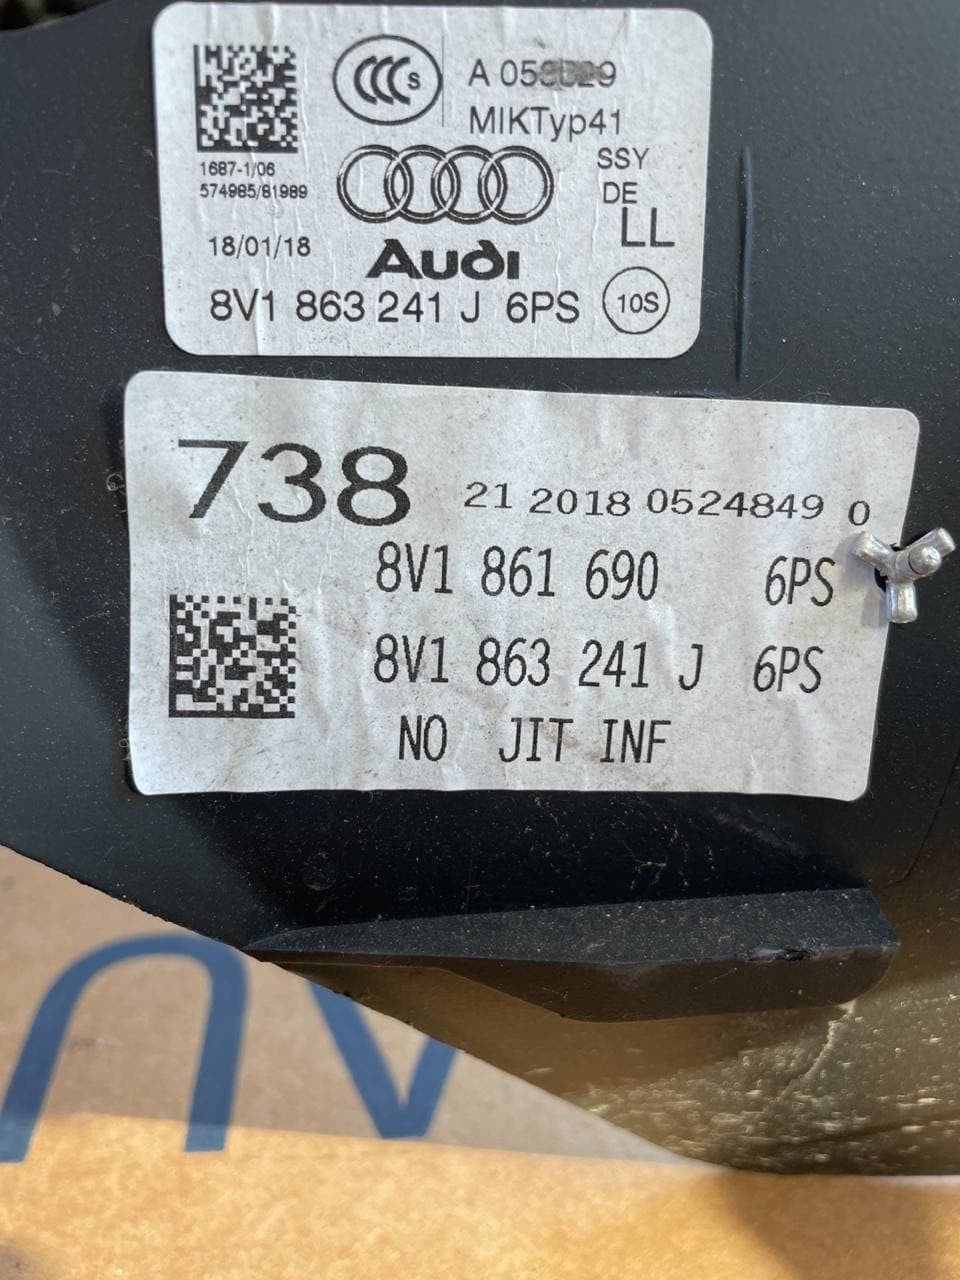 S
MIKTyp41
1687-1/06
574985/81989
SSY
DE
LL
18/01/18
Audi
8V1 863 241 J 6PS
10S
738
21 2018 0524849 0
8V1 861 690 6PS
8V1 863 241 J 6PS
NO JIT INF